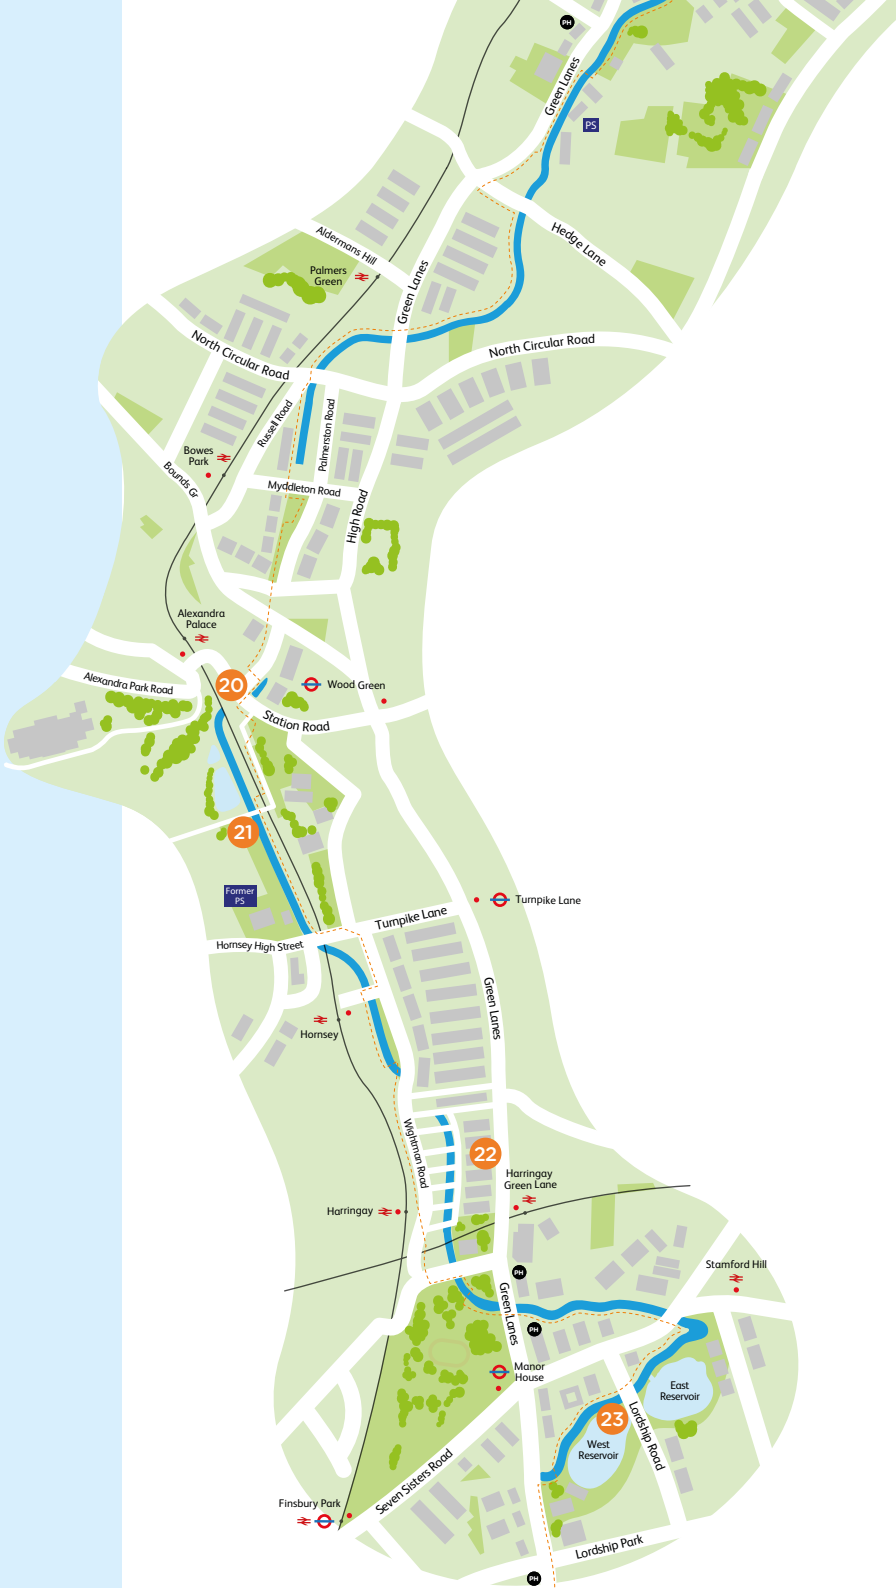 PH
Green Lanes
PS
Hedge Lane
Aldermans Hill
Palmers
Green
Green Lanes
North Circular Road
North Circular Road
Russell Road
Palmerston Road
Bowes
Park
Bounds Gr
Myddleton Road
High Road
Alexandra
Palace
Alexandra Park Road
20
Wood Green
Station Road
21
Former
PS
Turnpike Lane
Turnpike Lane
Hornsey High Street
Green Lanes
Hornsey
Wightman Road
22
Harringay
Green Lane
Harringay
Stamford Hill
PH
Green Lanes
PH
Manor
House
East
Reservoir
23
Lordship Road
West
Reservoir
Seven Sisters Road
Finsbury Park
Lordship Park
PH